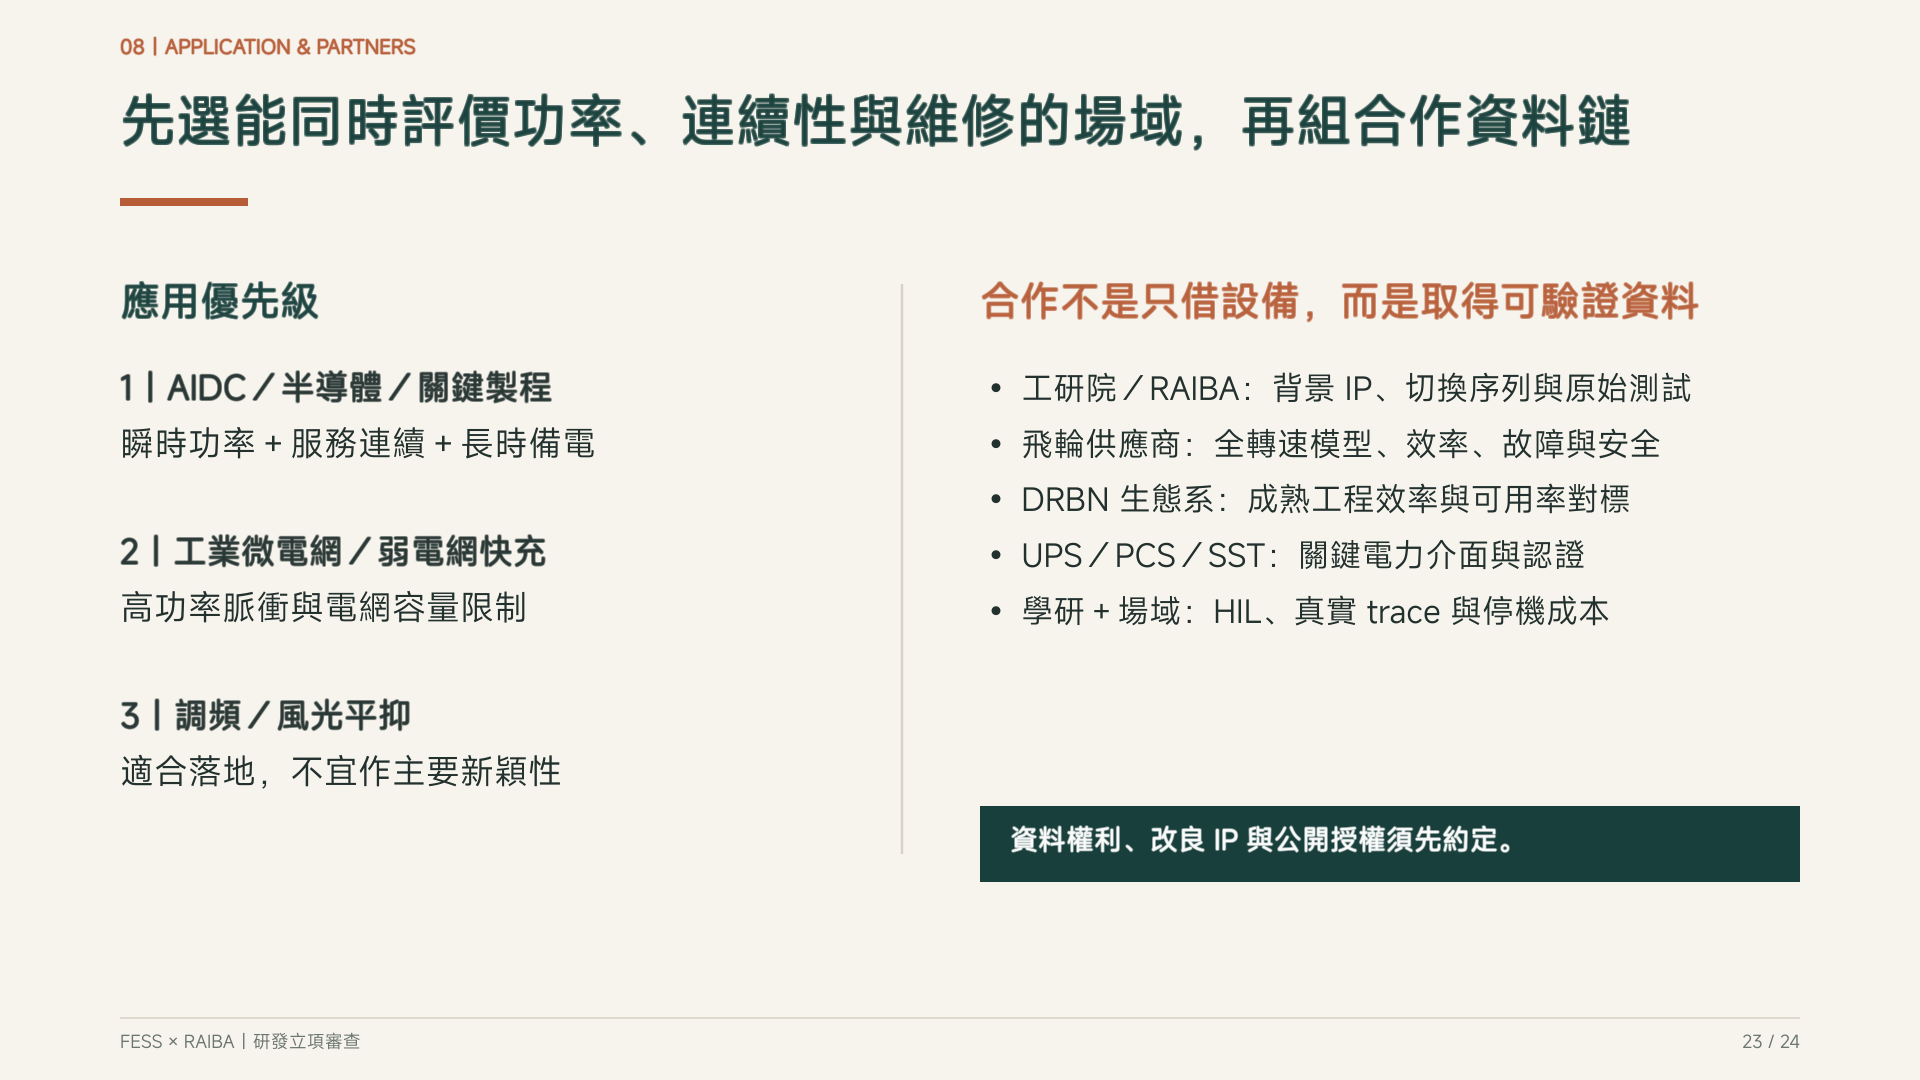 08｜APPLICATION & PARTNERS
先選能同時評價功率、連續性與維修的場域，再組合作資料鏈
應用優先級
1｜AIDC／半導體／關鍵製程
瞬時功率 + 服務連續 + 長時備電
2｜工業微電網／弱電網快充
高功率脈衝與電網容量限制
3｜調頻／風光平抑
適合落地，不宜作主要新穎性
合作不是只借設備，而是取得可驗證資料
• 工研院／RAIBA：背景 IP、切換序列與原始測試
• 飛輪供應商：全轉速模型、效率、故障與安全
• DRBN 生態系：成熟工程效率與可用率對標
• UPS／PCS／SST：關鍵電力介面與認證
• 學研 + 場域：HIL、真實 trace 與停機成本
資料權利、改良 IP 與公開授權須先約定。
FESS × RAIBA｜研發立項審查
23 / 24